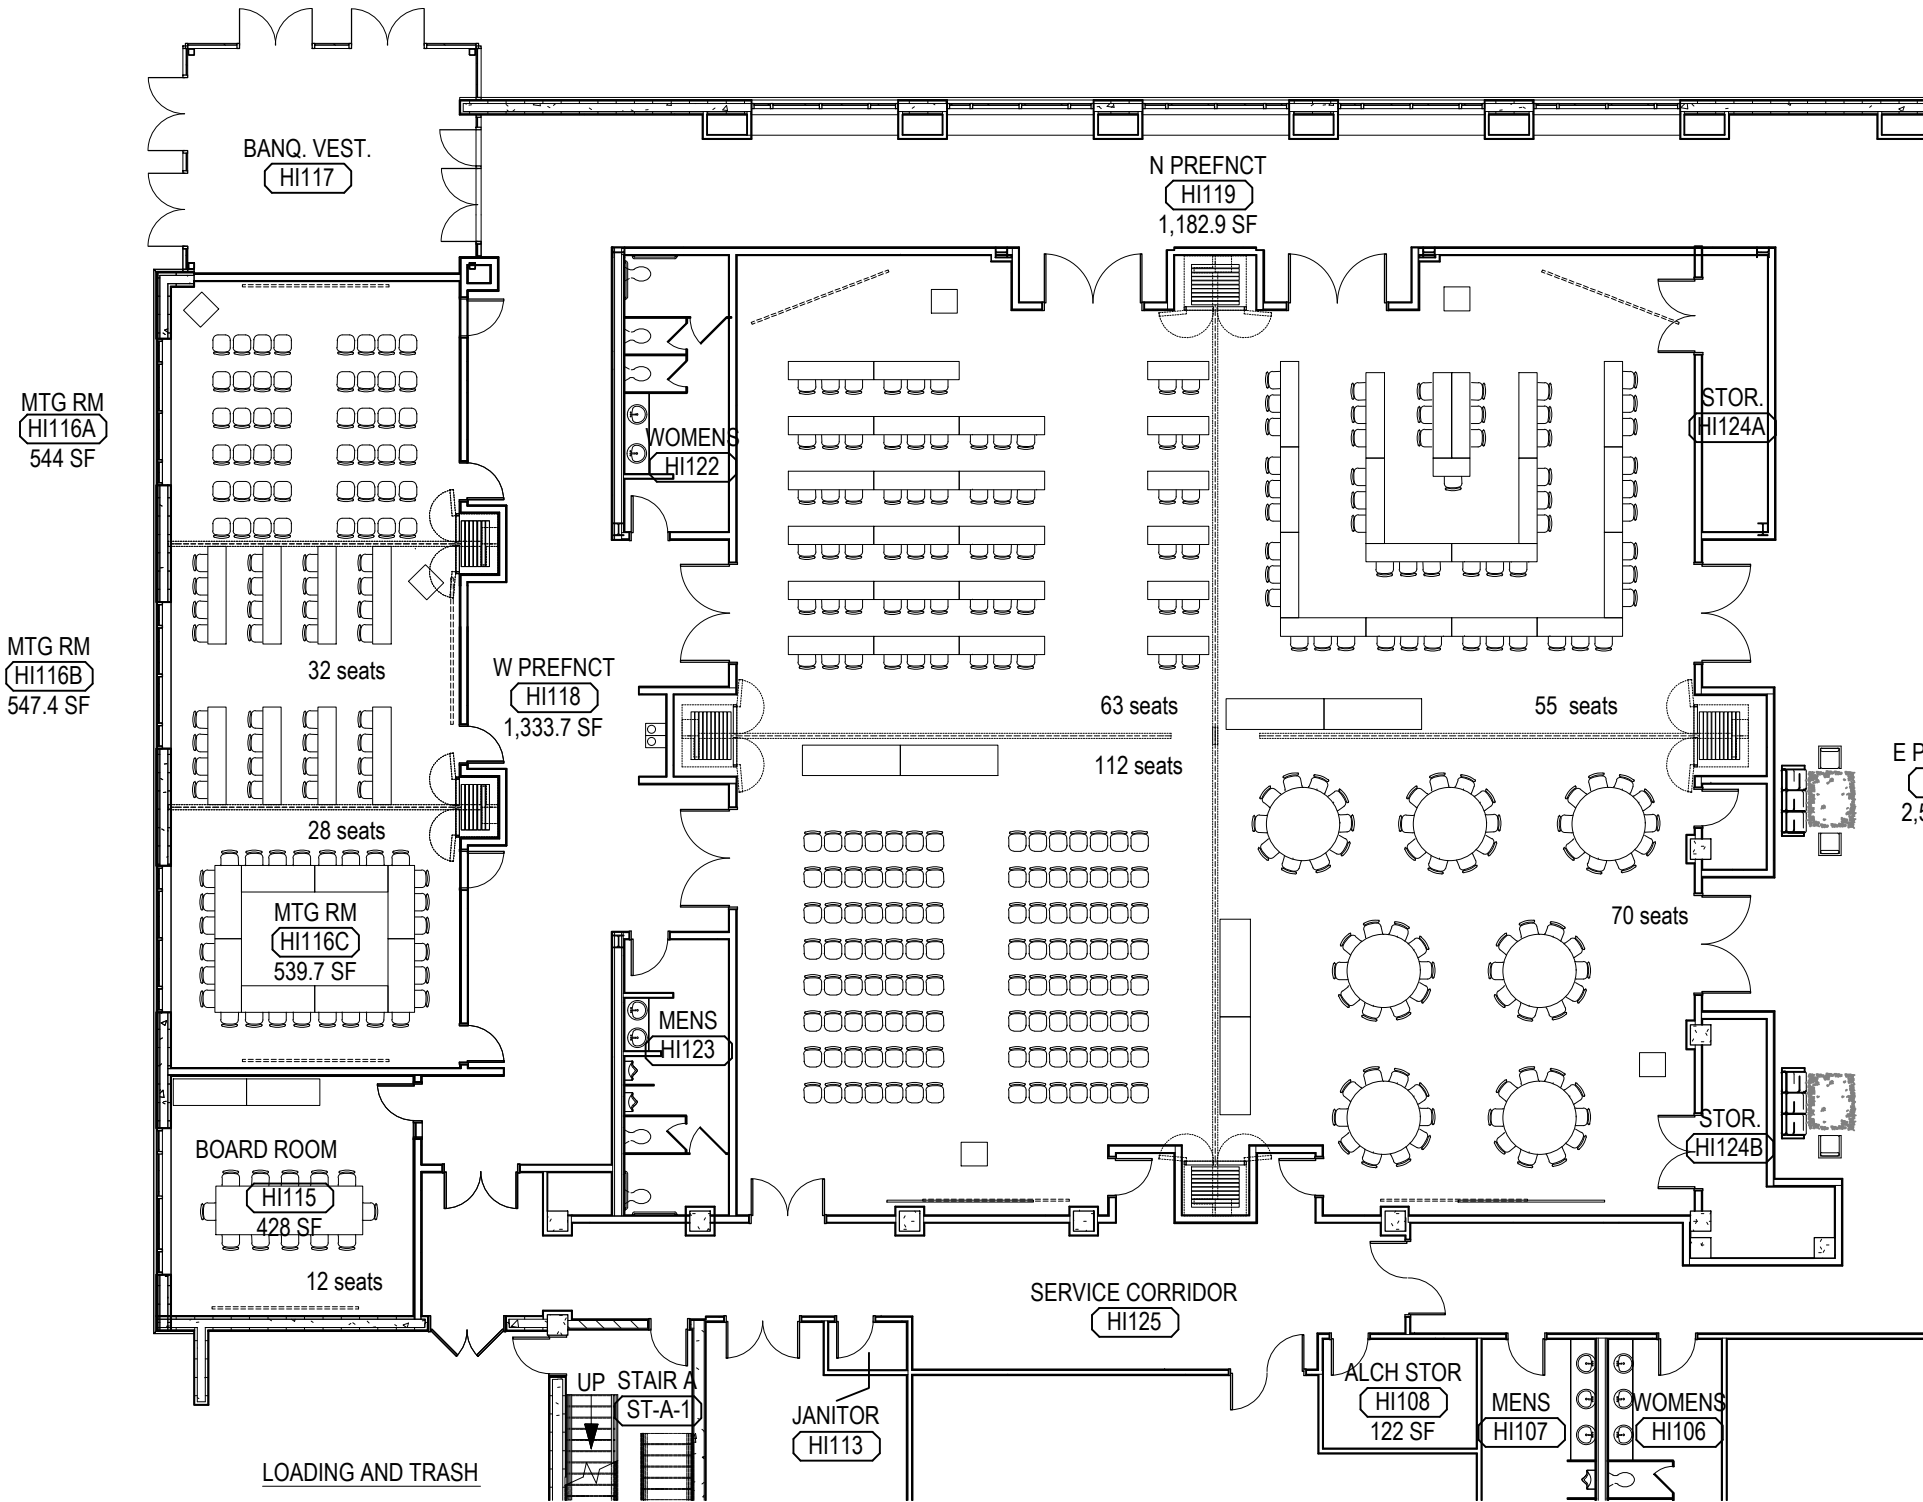 BANQ. VEST.
HI117
N PREFNCT
HI119
1,182.9 SF
MTG RM
HI116A
544 SF
WOMENS
HI122
STOR.
HI124A
MTG RM
HI116B
547.4 SF
32 seats
W PREFNCT
HI118
1,333.7 SF
63 seats
55 seats
112 seats
E P
2,5
28 seats
MTG RM
HI116C
539.7 SF
70 seats
MENS
HI123
BOARD ROOM
HI115
428 SF
12 seats
STOR.
HI124B
SERVICE CORRIDOR
HI125
UP
STAIR A
ST-A-1
JANITOR
HI113
ALCH STOR
HI108
122 SF
MENS
HI107
WOMENS
HI106
LOADING AND TRASH